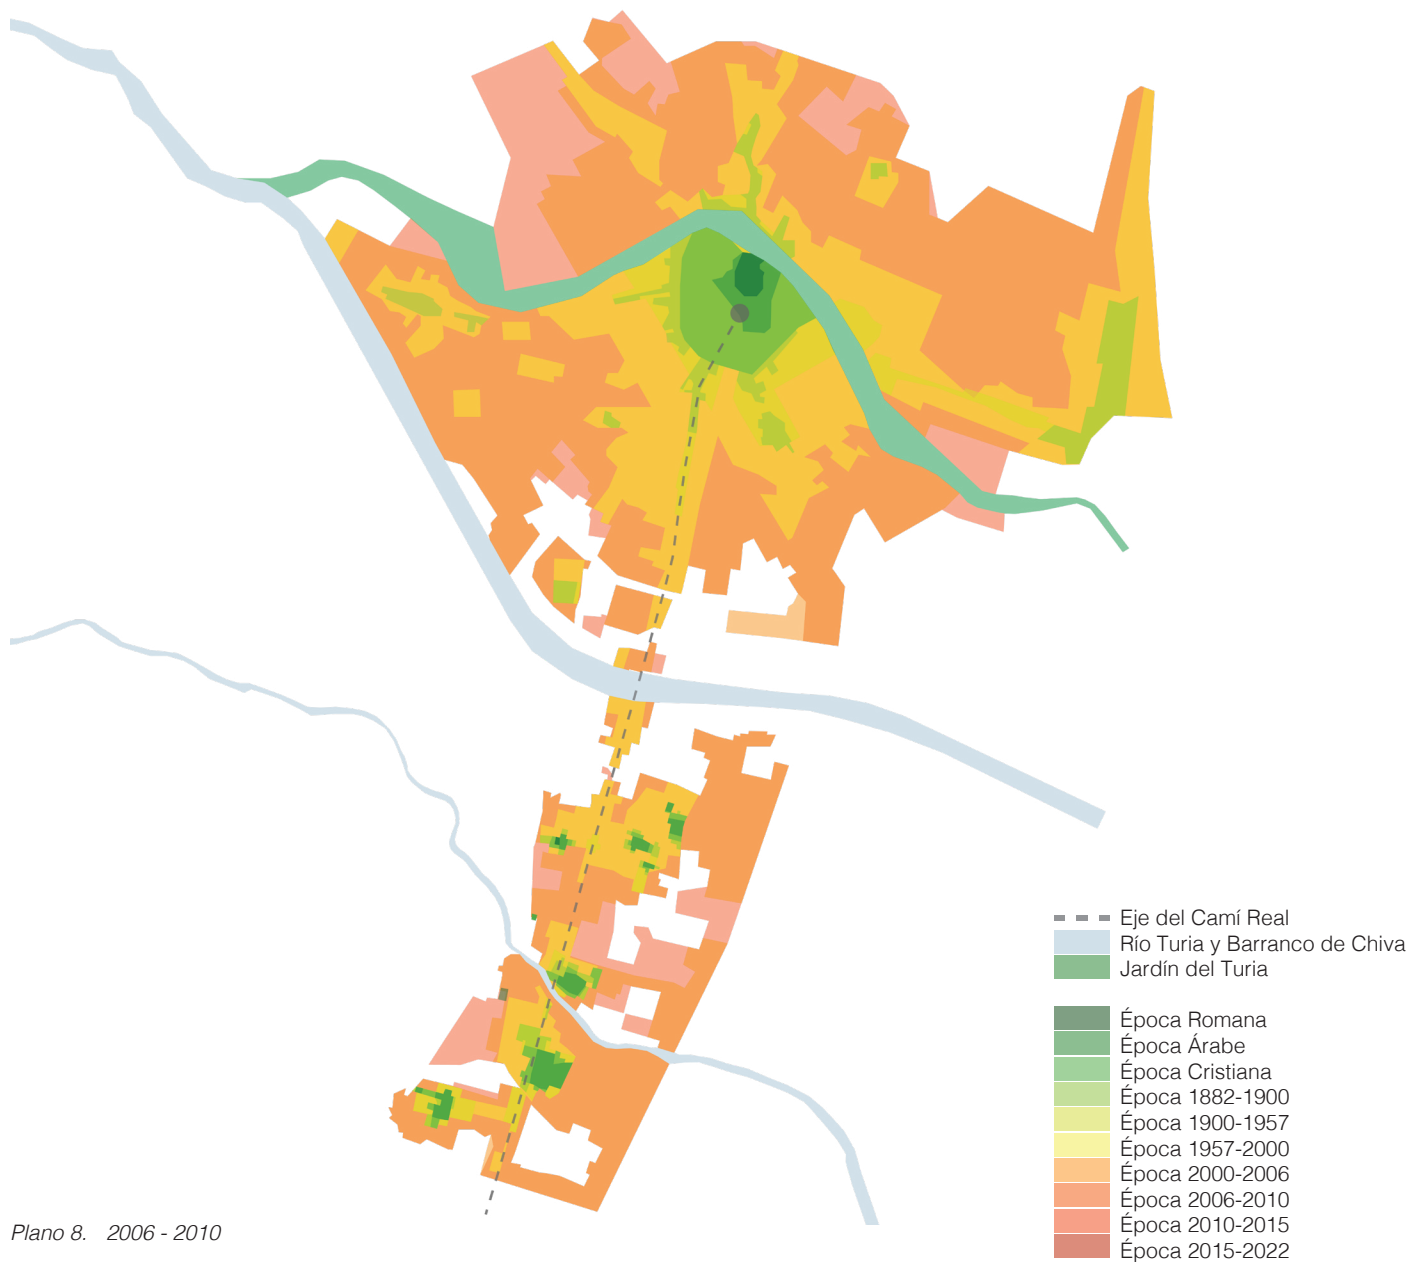 Eje del Camí Real
Río Turia y Barranco de Chiva
Jardín del Turia
Época Romana
Época Árabe
Época Cristiana
Época 1882-1900
Época 1900-1957
Época 1957-2000
Época 2000-2006
Época 2006-2010
Época 2010-2015
Época 2015-2022
Plano 8. 2006 - 2010